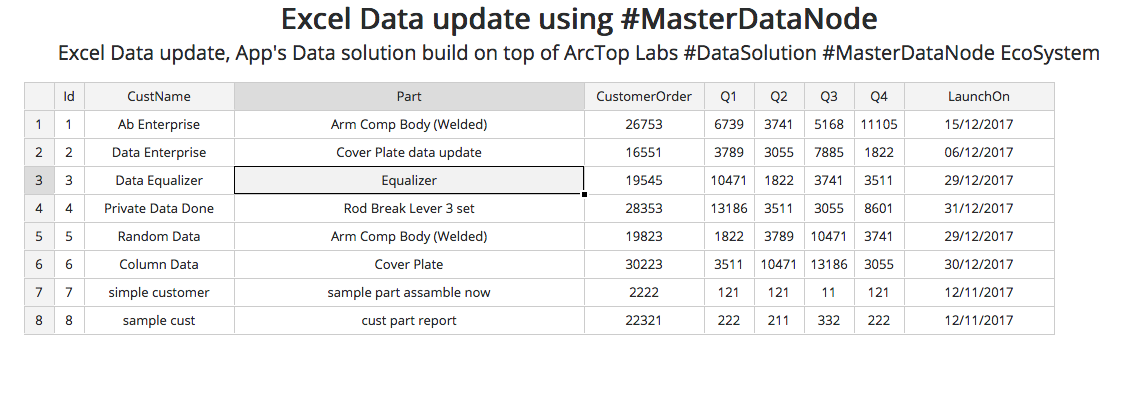 Excel Data update using #MasterDataNode
Excel Data update, App's Data solution build on top of ArcTop Labs #DataSolution #MasterDataNode EcoSystem
Id CustName Part CustomerOrder Q1 Q2 Q3 Q4 LaunchOn
1 1 Ab Enterprise Arm Comp Body (Welded) 26753 6739 3741 5168 11105 15/12/2017
2 2 Data Enterprise Cover Plate data update 16551 3789 3055 7885 1822 06/12/2017
3 3 Data Equalizer Equalizer 19545 10471 1822 3741 3511 29/12/2017
4 4 Private Data Done Rod Break Lever 3 set 28353 13186 3511 3055 8601 31/12/2017
5 5 Random Data Arm Comp Body (Welded) 19823 1822 3789 10471 3741 29/12/2017
6 6 Column Data Cover Plate 30223 3511 10471 13186 3055 30/12/2017
7 7 simple customer sample part assamble now 2222 121 121 11 121 12/11/2017
8 8 sample cust cust part report 22321 222 211 332 222 12/11/2017